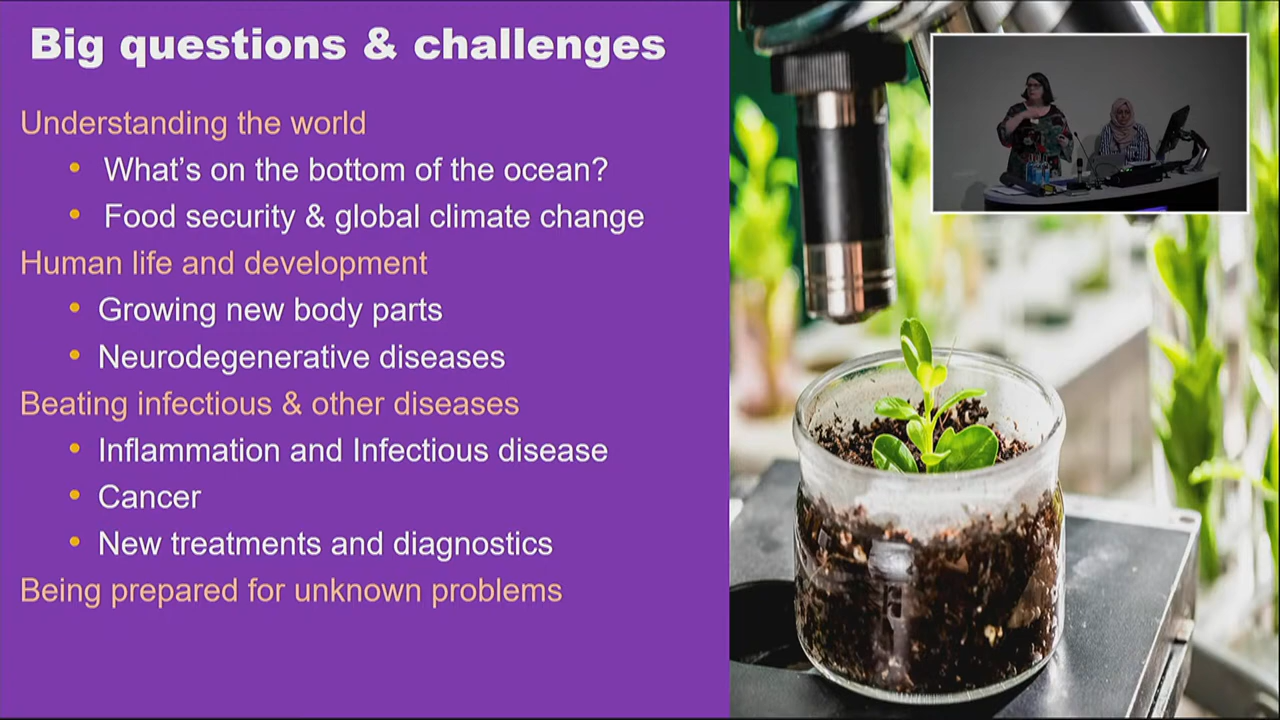 Big questions & challenges
Understanding the world
• What's on the bottom of the ocean?
• Food security & global climate change
Human life and development
• Growing new body parts
• Neurodegenerative diseases
Beating infectious & other diseases
• Inflammation and Infectious disease
• Cancer
• New treatments and diagnostics
Being prepared for unknown problems